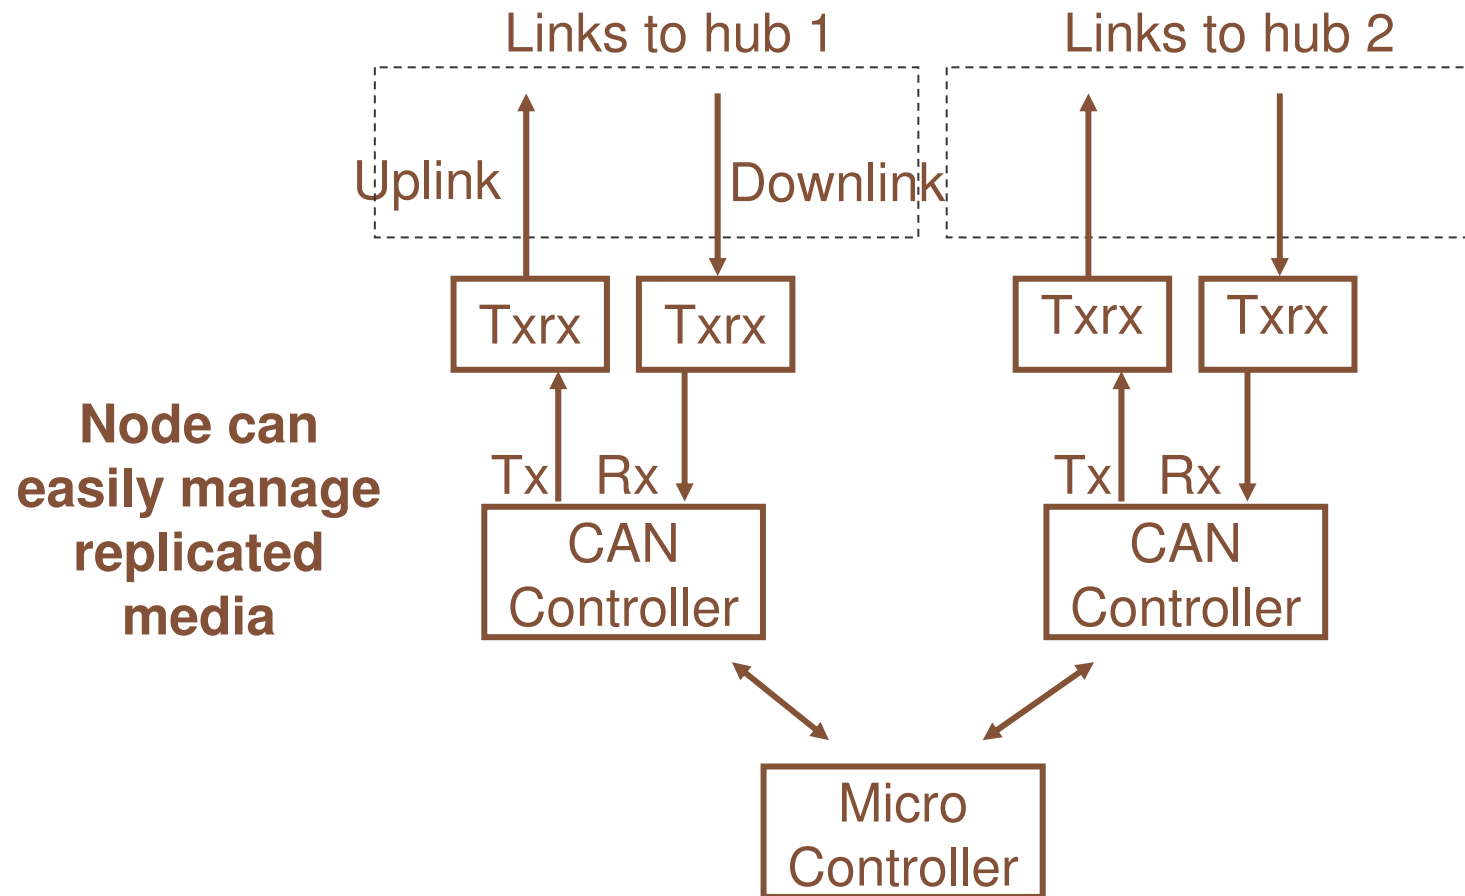 Links to hub 1
Links to hub 2
Uplink
Downlink
Txrx
Txrx
Txrx
Txrx
Node can
easily manage
replicated
media
Tx
Rx
Tx
Rx
CAN
Controller
CAN
Controller
Micro
Controller